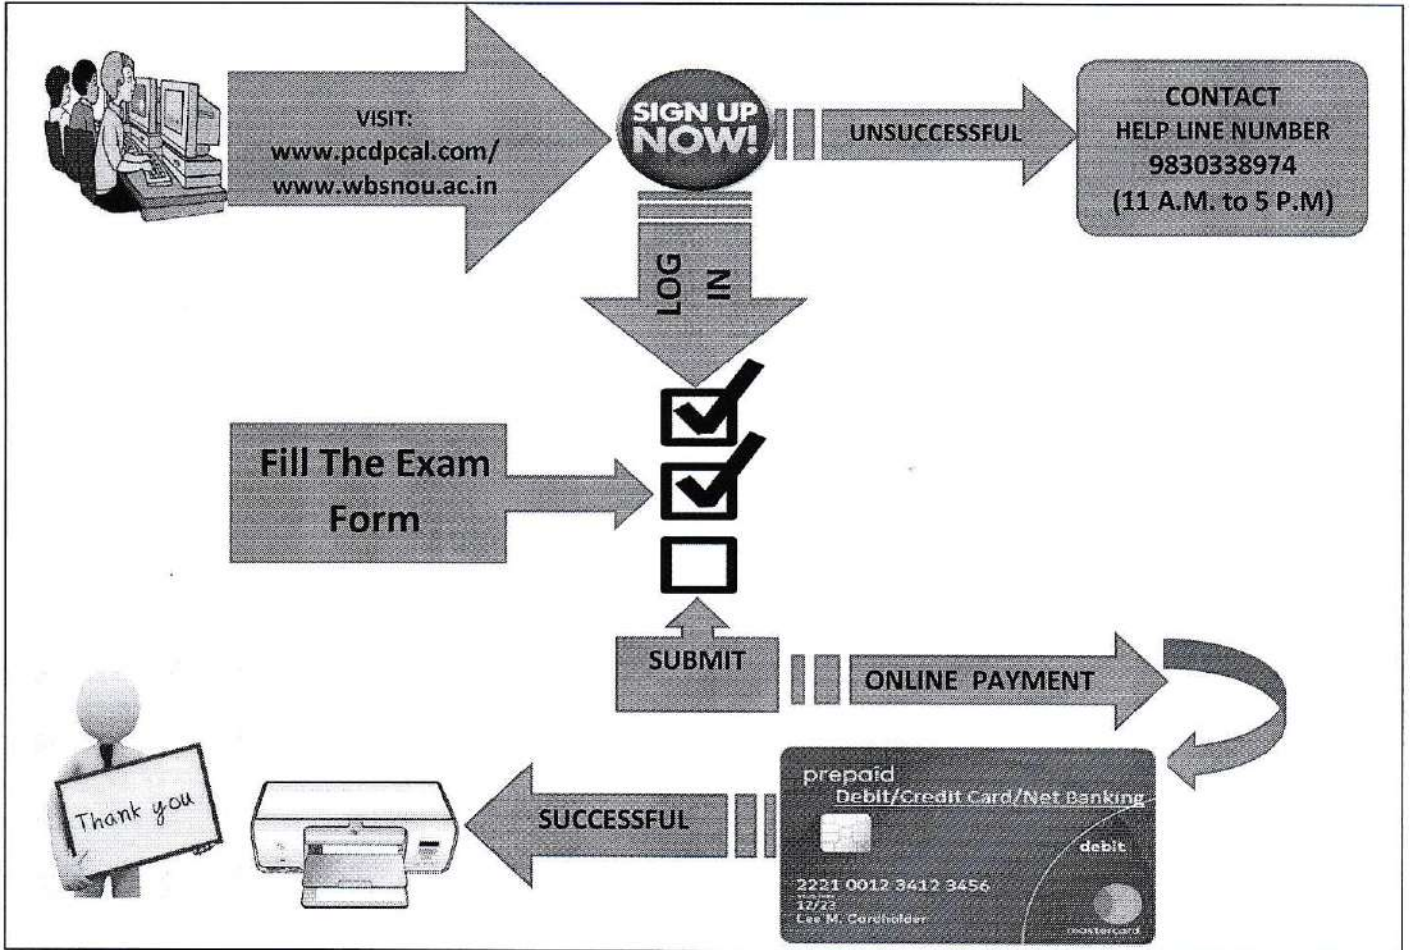 VISIT:
www.pcdpcal.com/
www.wbsnou.ac.in
SIGN UP
NOW!
UNSUCCESSFUL
CONTACT
HELP LINE NUMBER
9830338974
(11 A.M. to 5 P.M)
LOG
IN
Fill The Exam
Form
SUBMIT
ONLINE PAYMENT
prepaid
Debit/Credit Card/Net Banking
debit
2221 0012 3412 3456
12/23
Lee M. Cardholder
mastercard
SUCCESSFUL
Thank you